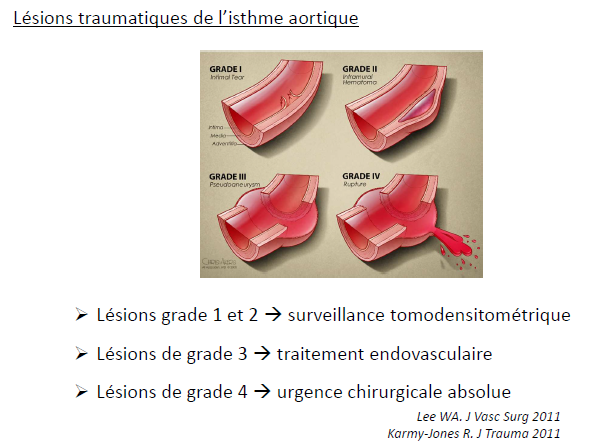 Lésions traumatiques de l’isthme aortique
GRADE I
Intimal Tear
GRADE II
Intramural
Hematoma
Intima
Media
Adventitia
GRADE III
Pseudoaneurysm
GRADE IV
Rupture
➢ Lésions grade 1 et 2 → surveillance tomodensitométrique
➢ Lésions de grade 3 → traitement endovasculaire
➢ Lésions de grade 4 → urgence chirurgicale absolue
Lee WA. J Vasc Surg 2011
Karmy-Jones R. J Trauma 2011